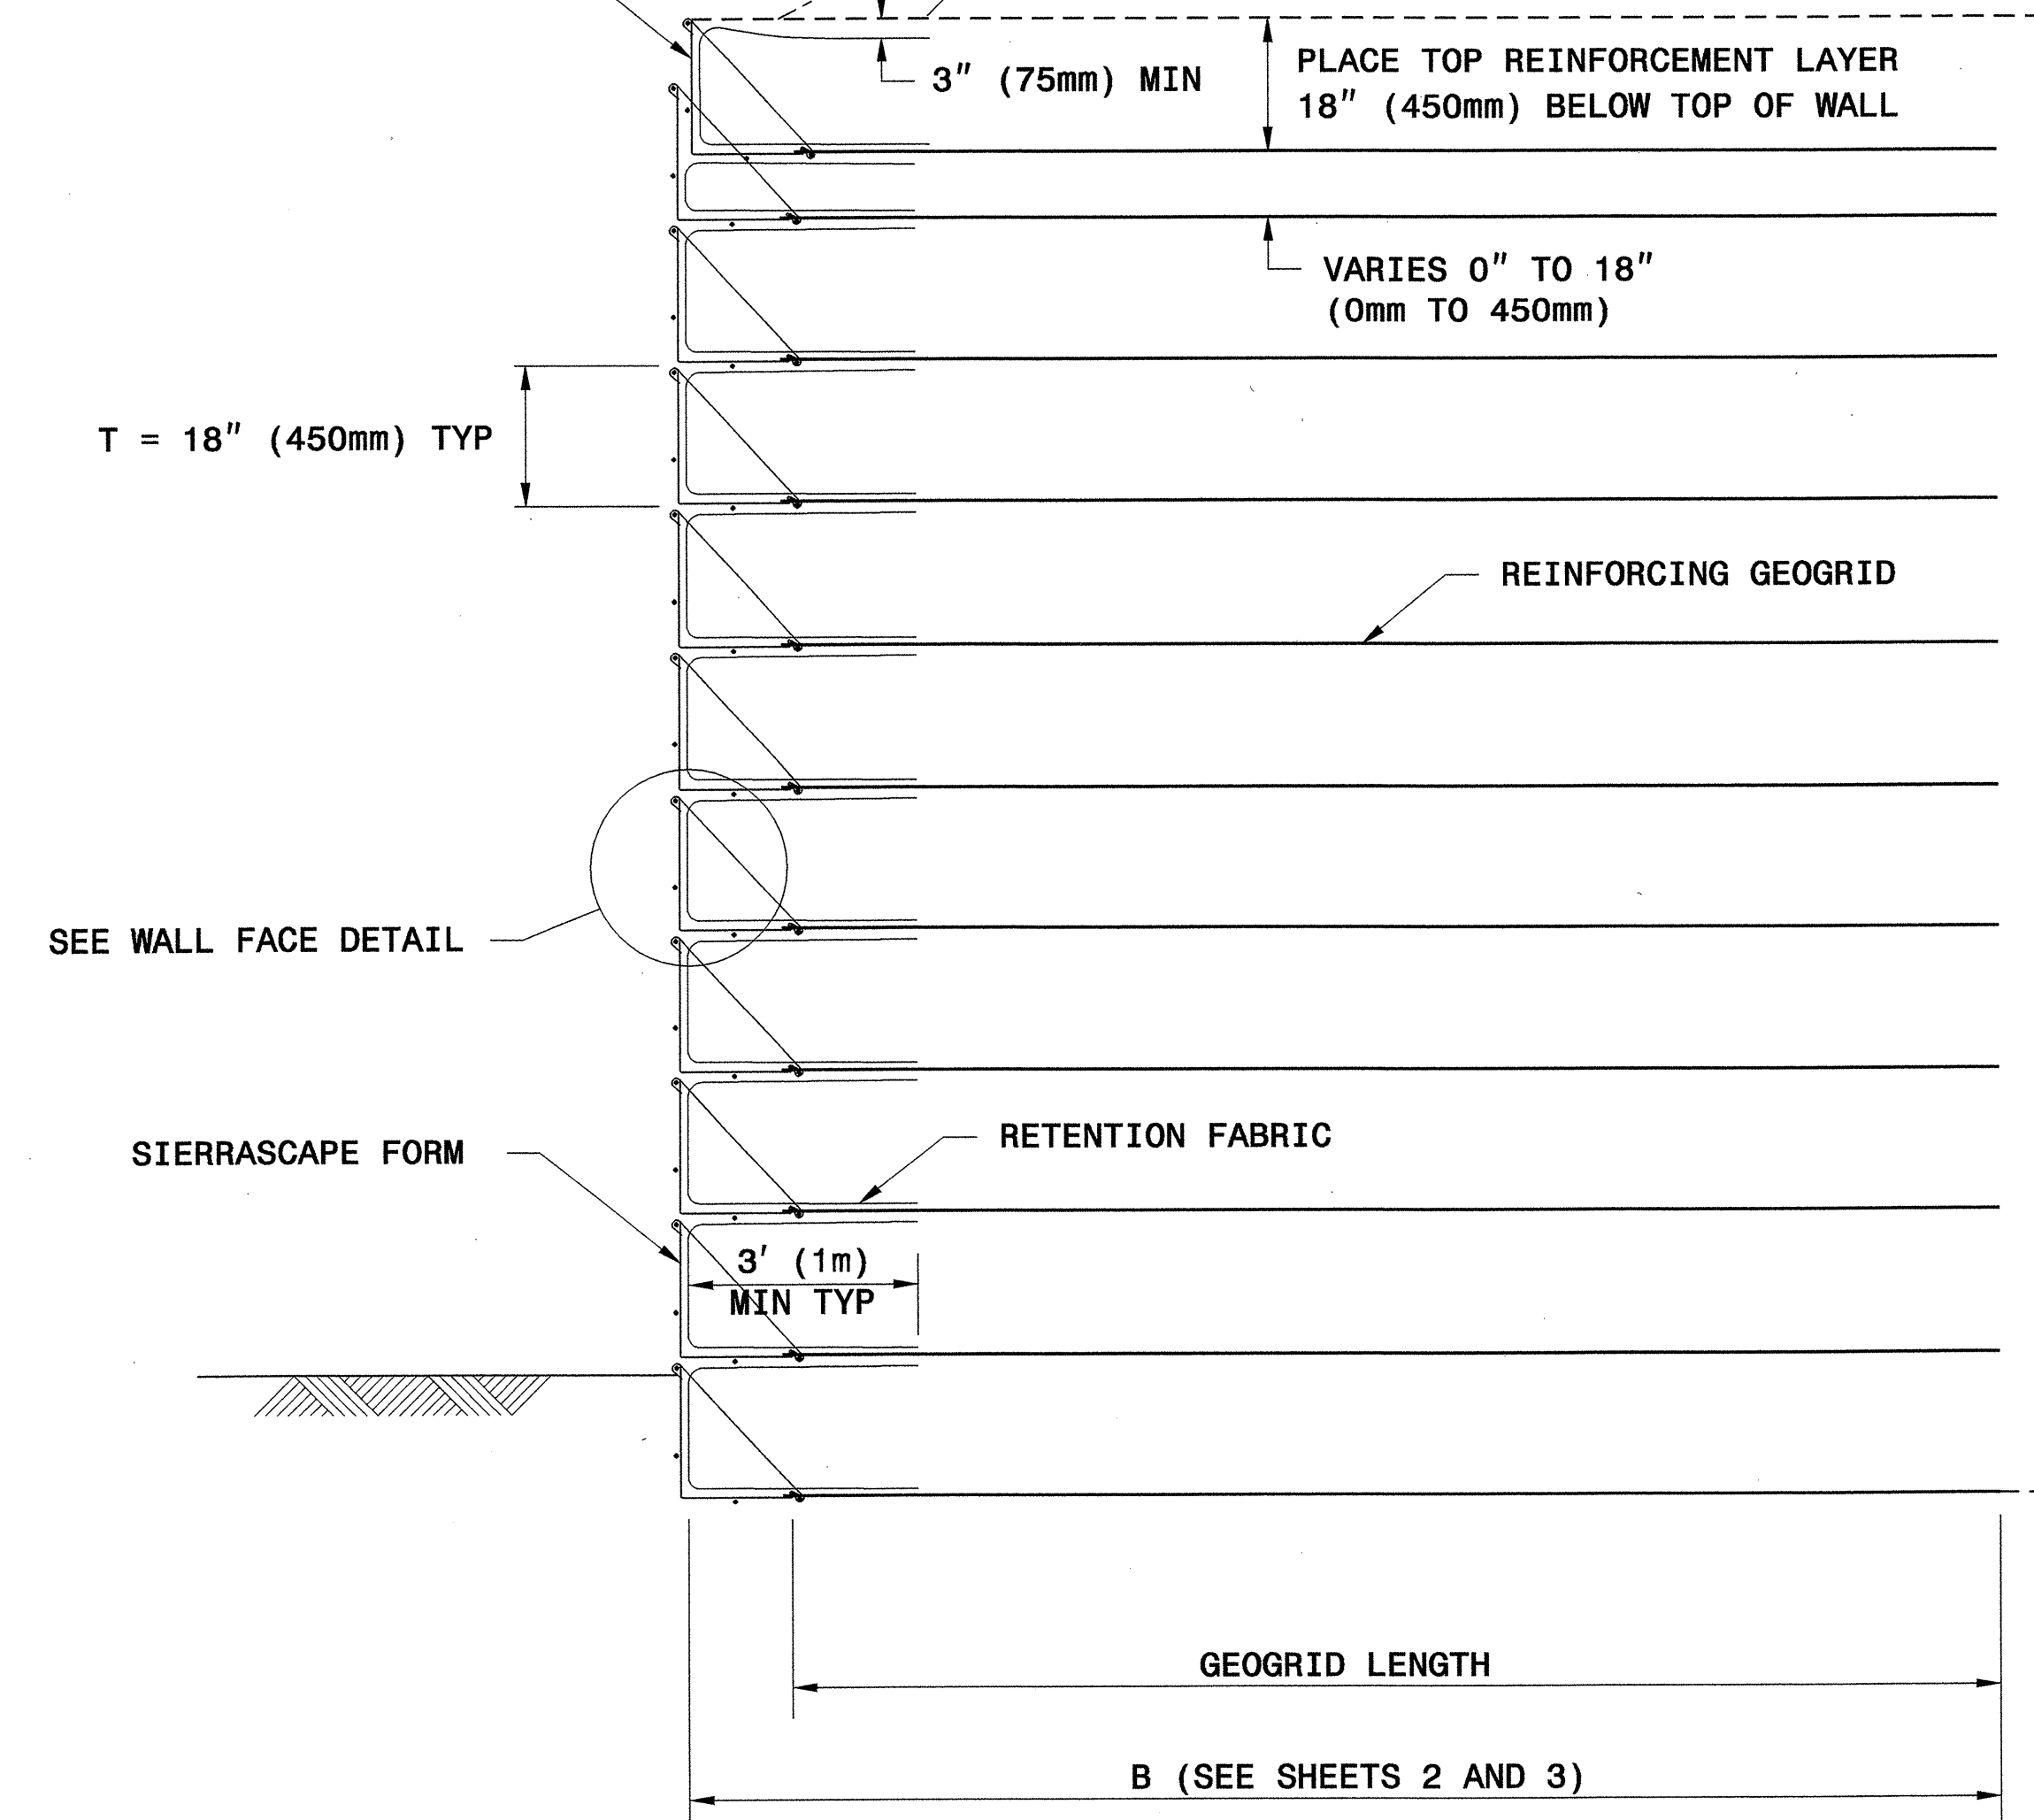 3" (75mm) MIN
PLACE TOP REINFORCEMENT LAYER
18" (450mm) BELOW TOP OF WALL
VARIES 0" TO 18"
(0mm TO 450mm)
T = 18" (450mm) TYP
REINFORCING GEOGRID
SEE WALL FACE DETAIL
SIERRASCAPE FORM
RETENTION FABRIC
3' (1m)
MIN TYP
GEOGRID LENGTH
B (SEE SHEETS 2 AND 3)